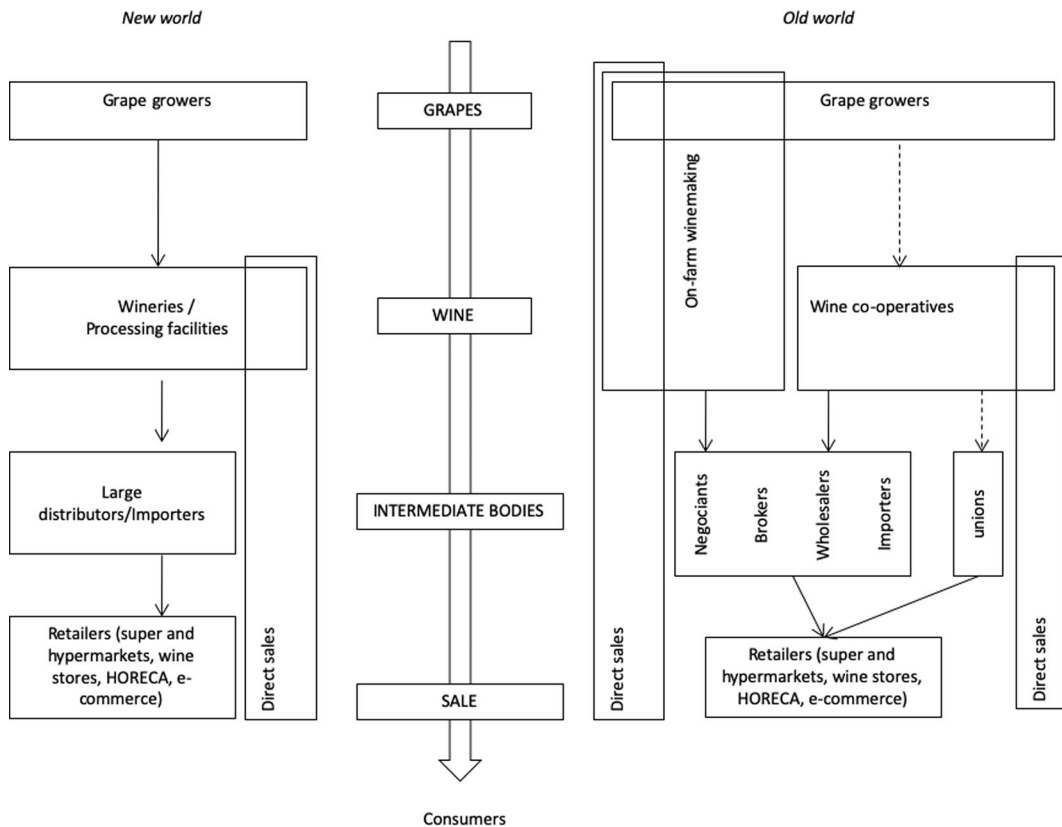 New world
Grape growers
Wineries /
Processing facilities
Large
distributors/Importers
Retailers (super and
hypermarkets, wine
stores, HORECA, e-
commerce)
Direct sales
GRAPES
WINE
INTERMEDIATE BODIES
SALE
Consumers
Old world
Grape growers
On-farm winemaking
Wine co-operatives
Negociants
Brokers
Wholesalers
Importers
unions
Retailers (super and
hypermarkets, wine stores,
HORECA, e-commerce)
Direct sales
Direct sales